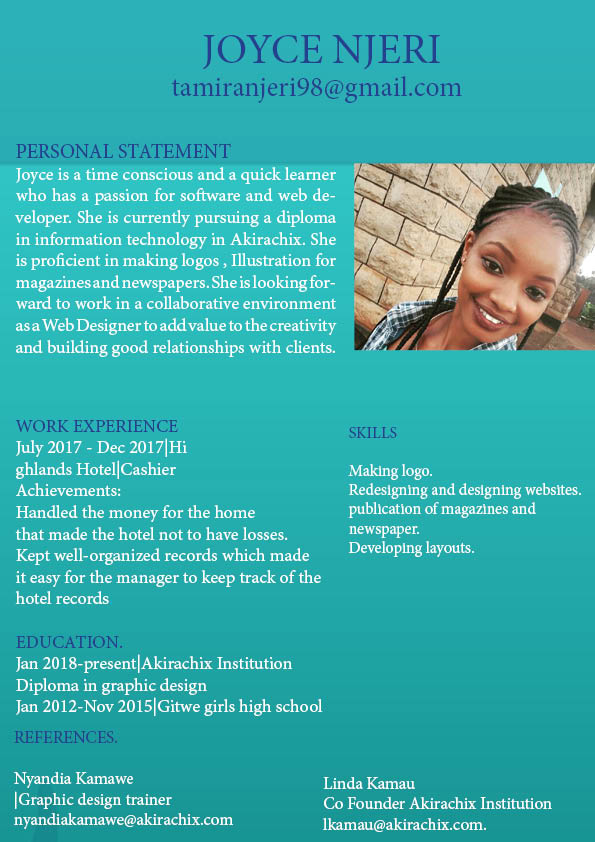 JOYCE NJERI
tamiranjeri98@gmail.com
PERSONAL STATEMENT
Joyce is a time conscious and a quick learner
who has a passion for software and web de-
veloper. She is currently pursuing a diploma
in information technology in Akirachix. She
is proficient in making logos , Illustration for
magazines and newspapers. She is looking for-
ward to work in a collaborative environment
as a Web Designer to add value to the creativity
and building good relationships with clients.
WORK EXPERIENCE
July 2017 - Dec 2017|Hi
ghlands Hotel|Cashier
Achievements:
Handled the money for the home
that made the hotel not to have losses.
Kept well-organized records which made
it easy for the manager to keep track of the
hotel records
SKILLS
Making logo.
Redesigning and designing websites.
publication of magazines and
newspaper.
Developing layouts.
EDUCATION.
Jan 2018-present|Akirachix Institution
Diploma in graphic design
Jan 2012-Nov 2015|Gitwe girls high school
REFERENCES.
Nyandia Kamawe
|Graphic design trainer
nyandiakamawe@akirachix.com
Linda Kamau
Co Founder Akirachix Institution
lkamau@akirachix.com.